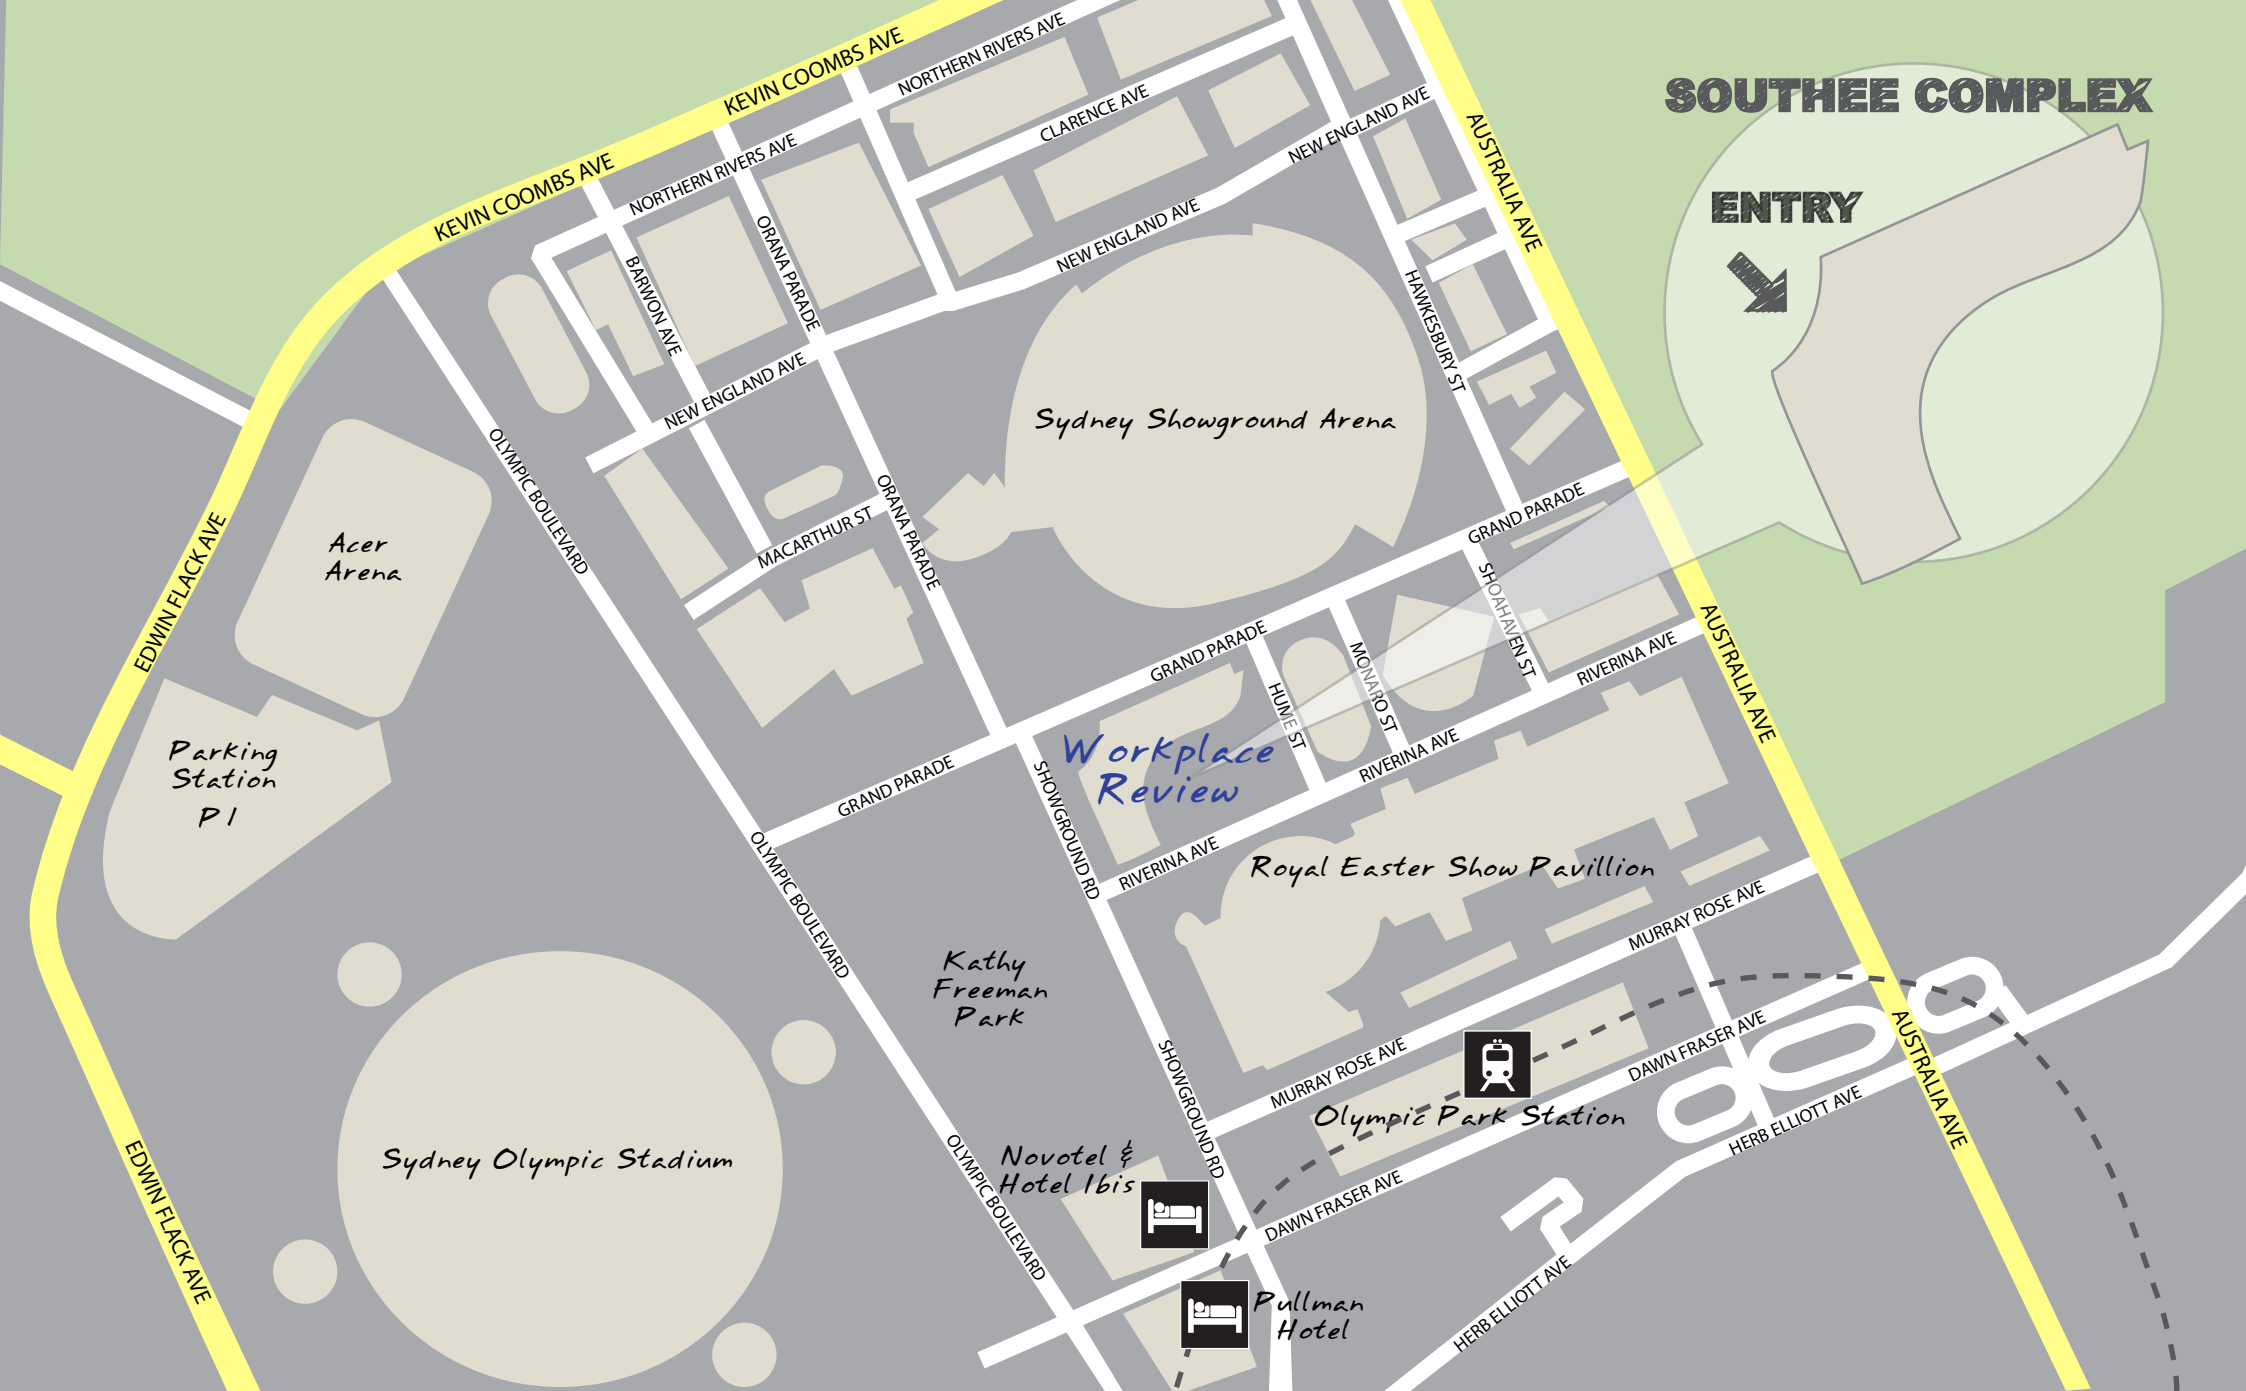 KEVIN COOMBS AVE
NORTHERN RIVERS AVE
SOUTHEE COMPLEX
CLARENCE AVE
NEW ENGLAND AVE
KEVIN COOMBS AVE
NORTHERN RIVERS AVE
AUSTRALIA AVE
ENTRY
ORANA PARADE
NEW ENGLAND AVE
BARWON AVE
HAWKESBURY ST
NEW ENGLAND AVE
Sydney Showground Arena
OLYMPIC BOULEVARD
ORANA PARADE
MACARTHUR ST
GRAND PARADE
Acer
Arena
EDWIN FLACK AVE
SHOAHAVEN ST
GRAND PARADE
MONARO ST
RIVERINA AVE
AUSTRALIA AVE
HUME ST
Workplace
Review
Parking
Station
P1
GRAND PARADE
SHOWGROUND RD
RIVERINA AVE
OLYMPIC BOULEVARD
RIVERINA AVE
Royal Easter Show Pavillion
MURRAY ROSE AVE
Kathy
Freeman
Park
SHOWGROUND RD
MURRAY ROSE AVE
DAWN FRASER AVE
AUSTRALIA AVE
Olympic Park Station
HERB ELLIOTT AVE
Sydney Olympic Stadium
Novotel &
Hotel Ibis
OLYMPIC BOULEVARD
DAWN FRASER AVE
EDWIN FLACK AVE
Pullman
Hotel
HERB ELLIOTT AVE